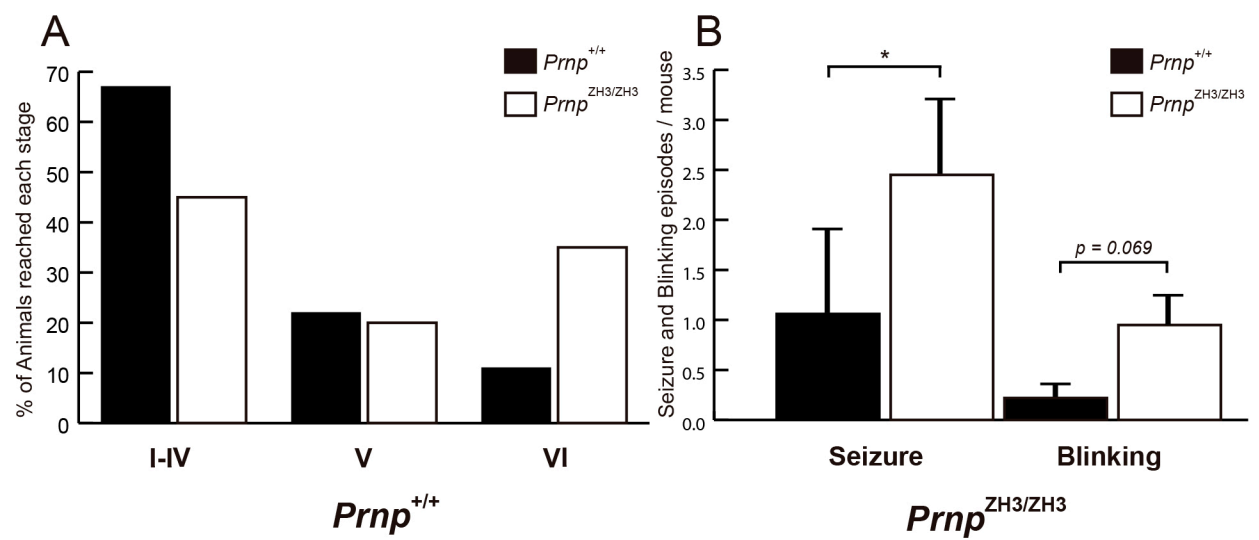 A
Prnp+/+
PrnpZH3/ZH3
% of Animals reached each stage
70
60
50
40
30
20
10
0
I-IV V VI
Prnp+/+
B
Prnp+/+
PrnpZH3/ZH3
Seizure and Blinking episodes / mouse
3.5
3.0
2.5
2.0
1.5
1.0
0.5
0.0
*
p = 0.069
Seizure Blinking
PrnpZH3/ZH3